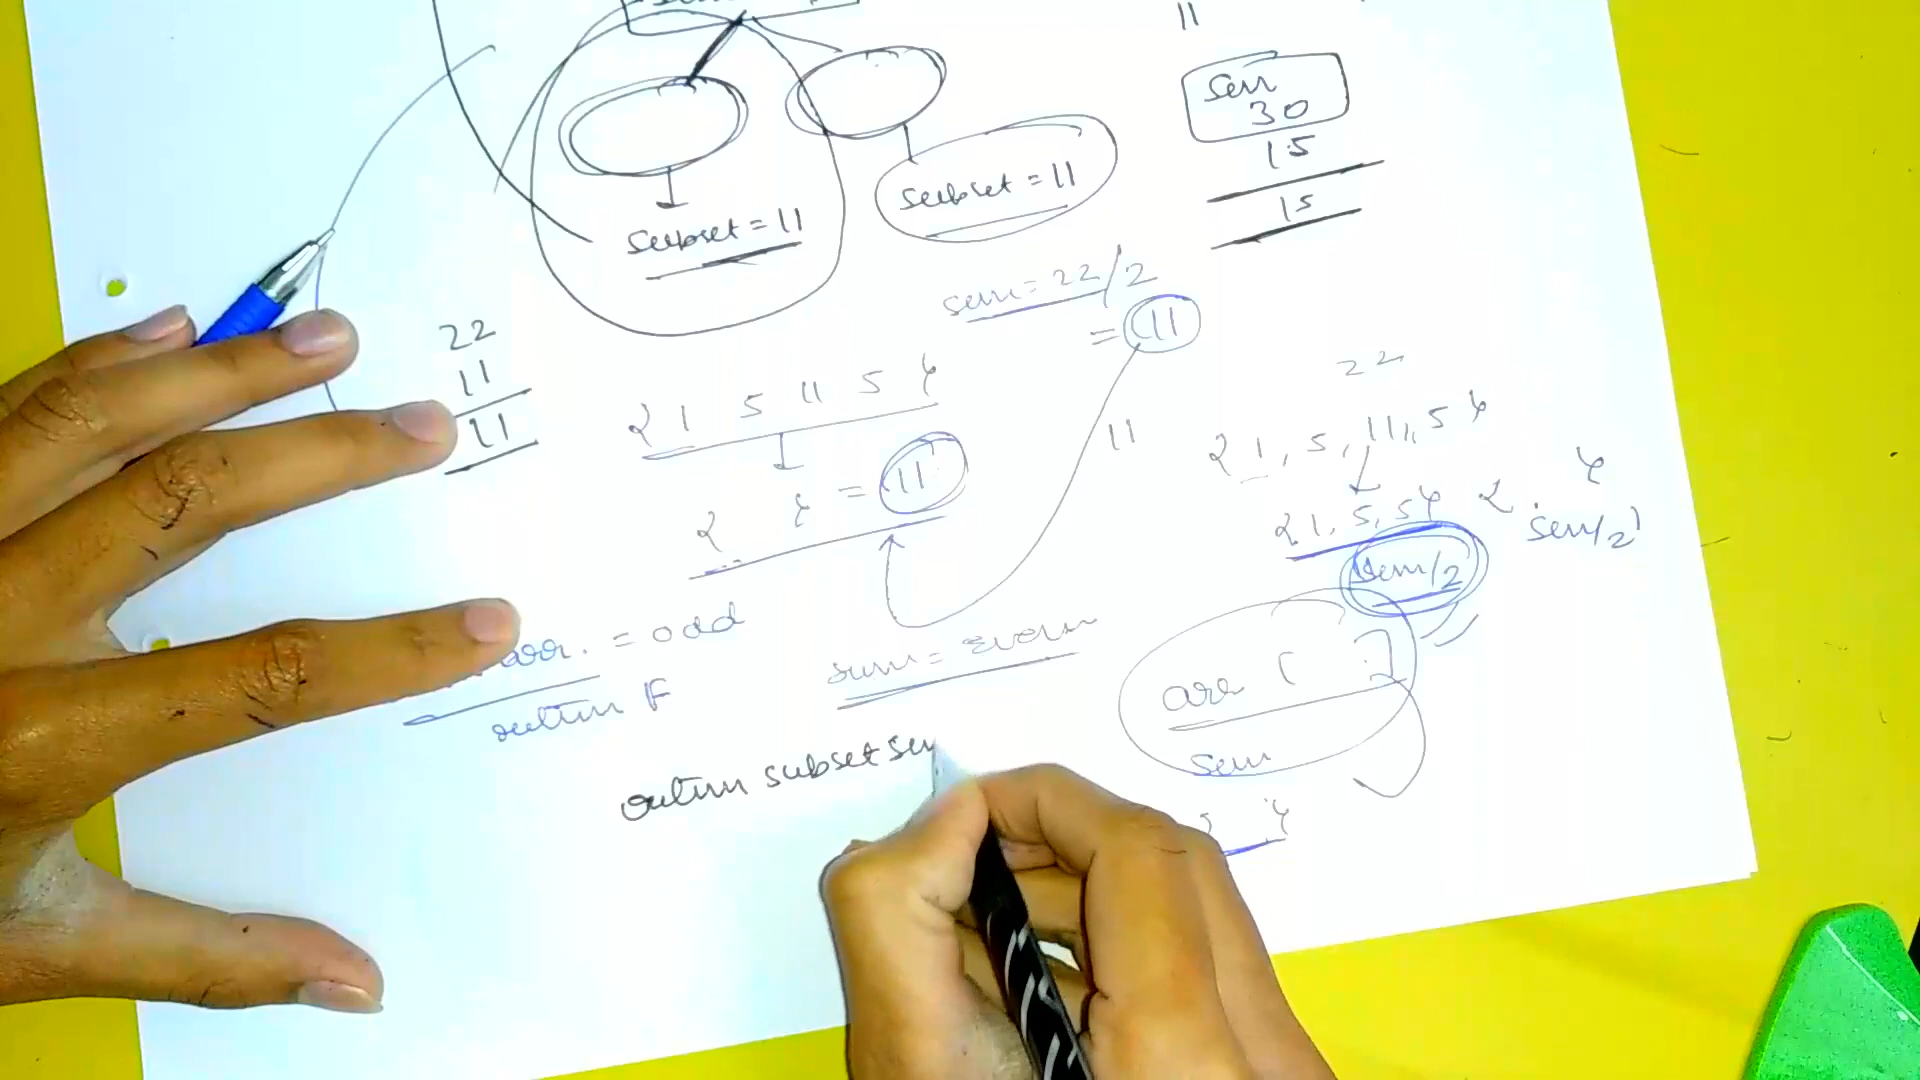 11
sum
30
15
15
subset = 11
subset = 11
sum = 22/2
= 11
22
11
11
{ 1 5 11 5 }
{ } = 11
11
22
{ 1, 5, 11, 5 }
{ 1, 5, 5 } { }
sum/2
sum/2
arr. = odd
return F
sum = even
arr [ ]
sum
return subset su
{ }